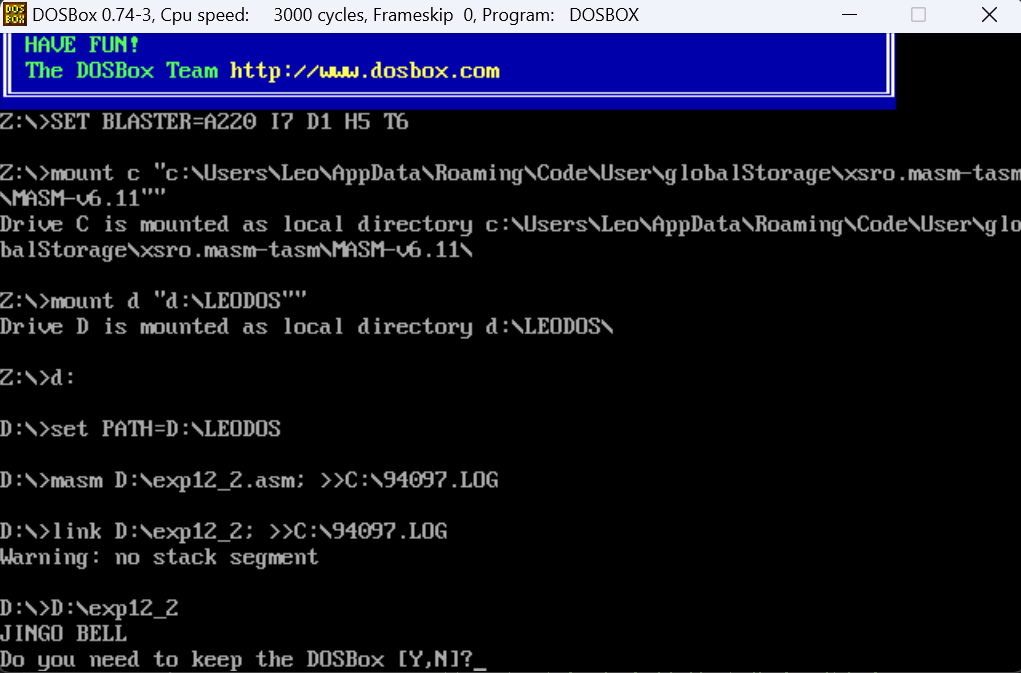 DOS BOX DOSBox 0.74-3, Cpu speed:    3000 cycles, Frameskip  0, Program:   DOSBOX
HAVE FUN!
The DOSBox Team http://www.dosbox.com
Z:\>SET BLASTER=A220 I7 D1 H5 T6
Z:\>mount c "c:\Users\Leo\AppData\Roaming\Code\User\globalStorage\xsro.masm-tasm
\MASM-v6.11""
Drive C is mounted as local directory c:\Users\Leo\AppData\Roaming\Code\User\glo
balStorage\xsro.masm-tasm\MASM-v6.11\
Z:\>mount d "d:\LEODOS""
Drive D is mounted as local directory d:\LEODOS\
Z:\>d:
D:\>set PATH=D:\LEODOS
D:\>masm D:\exp12_2.asm; >>C:\94097.LOG
D:\>link D:\exp12_2; >>C:\94097.LOG
Warning: no stack segment
D:\>D:\exp12_2
JINGO BELL
Do you need to keep the DOSBox [Y,N]?_